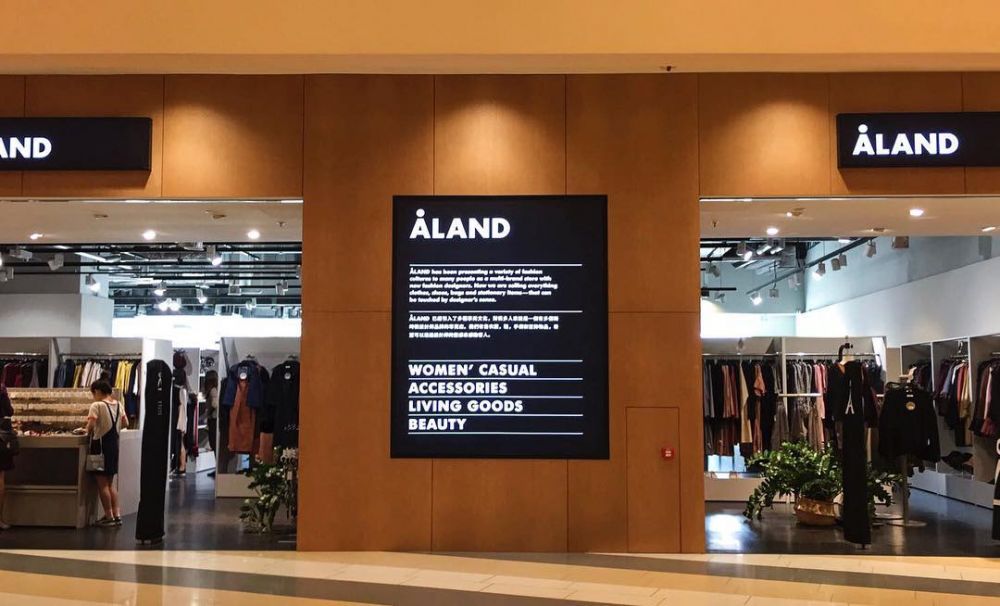 AND
ÅLAND
ÅLAND
ÅLAND has been presenting a variety of fashion
cultures to many people as a multi-brand store with
new fashion designers. Now we are selling everything
clothes, shoes, bags and stationery items—that can
be touched by designer's sense.
ÅLAND
WOMEN' CASUAL
ACCESSORIES
LIVING GOODS
BEAUTY